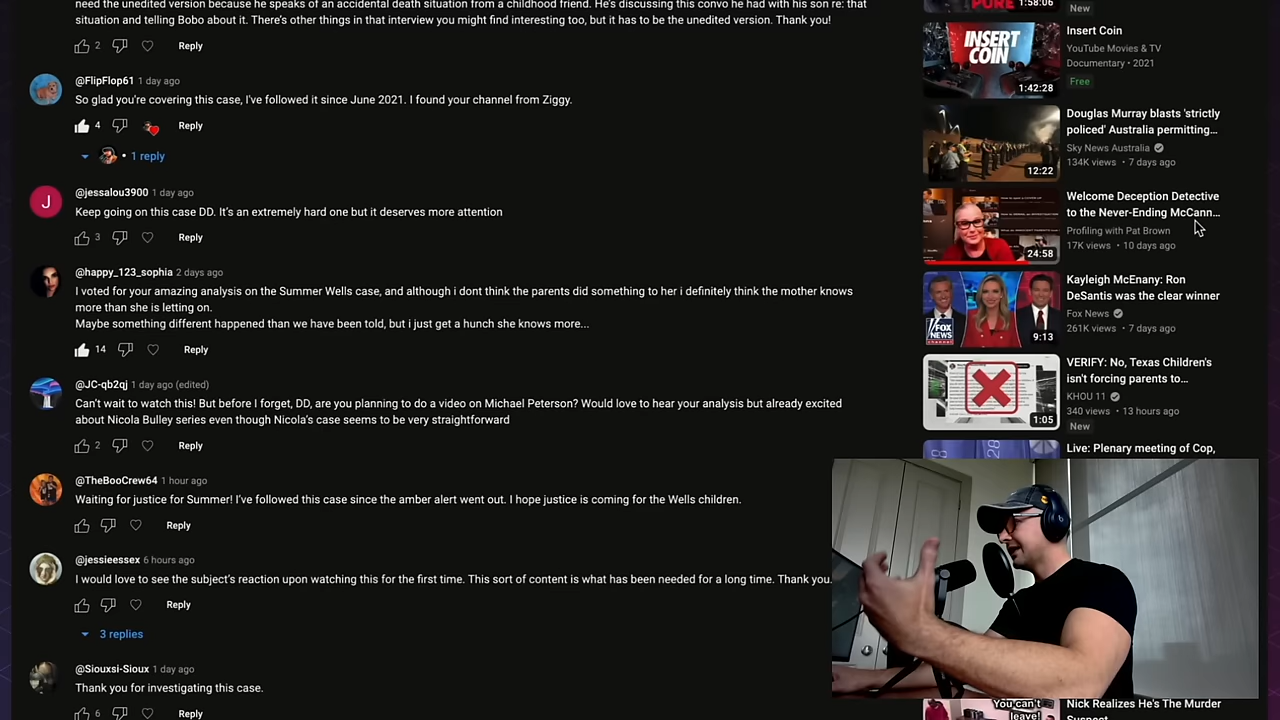 need the unedited version because he speaks of an accidental death situation from a childhood friend. He's discussing this convo he had with his son re: that
situation and telling Bobo about it. There's other things in that interview you might find interesting too, but it has to be the unedited version. Thank you!
2
Reply
@FlipFlop61 1 day ago
So glad you're covering this case, I've followed it since June 2021. I found your channel from Ziggy.
4
Reply
• 1 reply
J
@jessalou3900 1 day ago
Keep going on this case DD. It's an extremely hard one but it deserves more attention
3
Reply
@happy_123_sophia 2 days ago
I voted for your amazing analysis on the Summer Wells case, and although i dont think the parents did something to her i definitely think the mother knows
more than she is letting on.
Maybe something different happened than we have been told, but i just get a hunch she knows more...
14
Reply
@JC-qb2qj 1 day ago (edited)
Can't wait to watch this! But before I forget, DD, are you planning to do a video on Michael Peterson? Would love to hear your analysis but already excited
about Nicola Bulley series even though Nicola's case seems to be very straightforward
2
Reply
@TheBooCrew64 1 hour ago
Waiting for justice for Summer! I've followed this case since the amber alert went out. I hope justice is coming for the Wells children.
Reply
@jessieessex 6 hours ago
I would love to see the subject's reaction upon watching this for the first time. This sort of content is what has been needed for a long time. Thank you.
Reply
3 replies
@Siouxsi-Sioux 1 day ago
Thank you for investigating this case.
6
Reply
PURE
1:58:06
New
INSERT
COIN
1:42:28
Insert Coin
YouTube Movies & TV
Documentary • 2021
Free
12:22
Douglas Murray blasts 'strictly
policed' Australia permitting...
Sky News Australia
134K views • 7 days ago
24:58
Welcome Deception Detective
to the Never-Ending McCann...
Profiling with Pat Brown
17K views • 10 days ago
FOX
NEWS
channel
9:13
Kayleigh McEnany: Ron
DeSantis was the clear winner
Fox News
261K views • 7 days ago
1:05
VERIFY: No, Texas Children's
isn't forcing parents to...
KHOU 11
340 views • 13 hours ago
New
28
Live: Plenary meeting of Cop,
You can't
leave!
Nick Realizes He's The Murder
Suspect